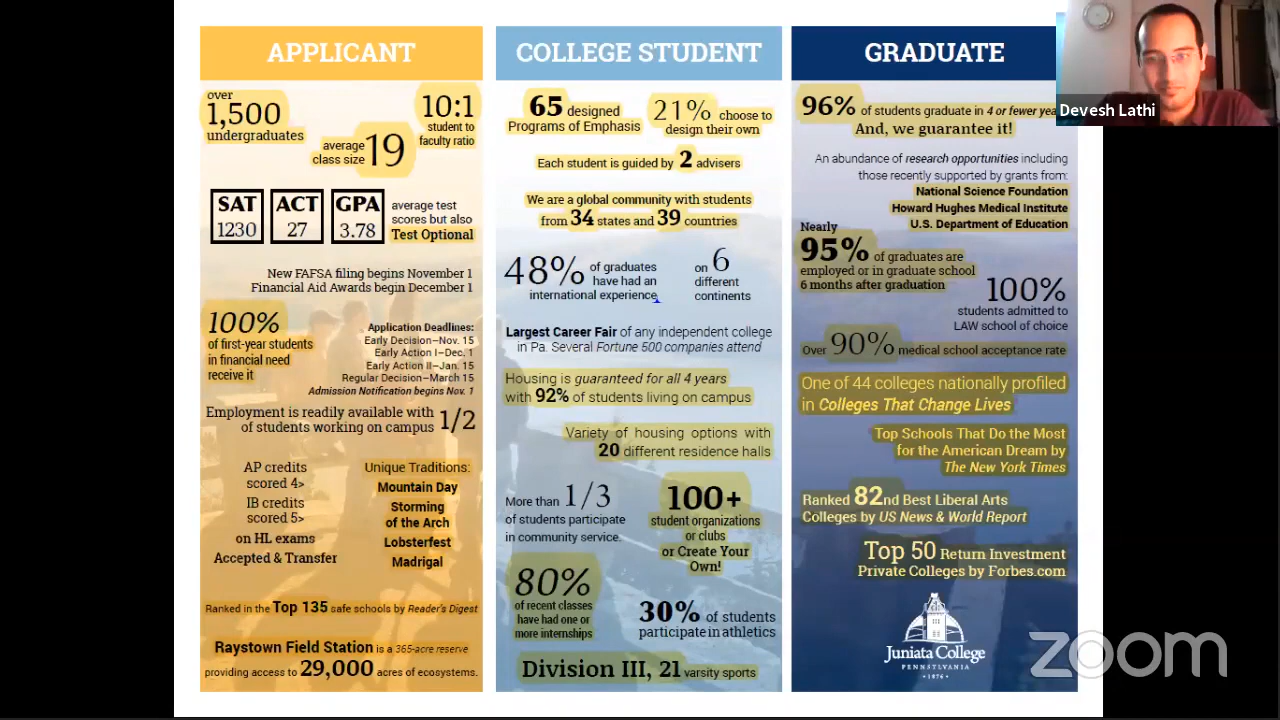 APPLICANT
over
1,500
undergraduates
10:1
student to
faculty ratio
average
class size 19
SAT
1230
ACT
27
GPA
3.78
average test
scores but also
Test Optional
New FAFSA filing begins November 1
Financial Aid Awards begin December 1
100%
of first-year students
in financial need
receive it
Application Deadlines:
Early Decision–Nov. 15
Early Action I–Dec. 1
Early Action II–Jan. 15
Regular Decision–March 15
Admission Notification begins Nov. 1
Employment is readily available with
of students working on campus 1/2
AP credits
scored 4>
IB credits
scored 5>
on HL exams
Accepted & Transfer
Unique Traditions:
Mountain Day
Storming
of the Arch
Lobsterfest
Madrigal
Ranked in the Top 135 safe schools by Reader's Digest
Raystown Field Station is a 365-acre reserve
providing access to 29,000 acres of ecosystems.
COLLEGE STUDENT
65 designed
Programs of Emphasis
21% choose to
design their own
Each student is guided by 2 advisers
We are a global community with students
from 34 states and 39 countries
48% of graduates
have had an
international experience,
on 6
different
continents
Largest Career Fair of any independent college
in Pa. Several Fortune 500 companies attend
Housing is guaranteed for all 4 years
with 92% of students living on campus
Variety of housing options with
20 different residence halls
More than 1/3
of students participate
in community service.
100+
student organizations
or clubs
or Create Your
Own!
80%
of recent classes
have had one or
more internships
30% of students
participate in athletics
Division III, 21 varsity sports
GRADUATE
96% of students graduate in 4 or fewer
And, we guarantee it!
An abundance of research opportunities including
those recently supported by grants from:
National Science Foundation
Howard Hughes Medical Institute
U.S. Department of Education
Nearly
95% of graduates are
employed or in graduate school
6 months after graduation
100%
students admitted to
LAW school of choice
Over 90% medical school acceptance rate
One of 44 colleges nationally profiled
in Colleges That Change Lives
Top Schools That Do the Most
for the American Dream by
The New York Times
Ranked 82nd Best Liberal Arts
Colleges by US News & World Report
Top 50 Return Investment
Private Colleges by Forbes.com
Juniata College
PENNSYLVANIA
• 1876 •
Devesh Lathi
zoom